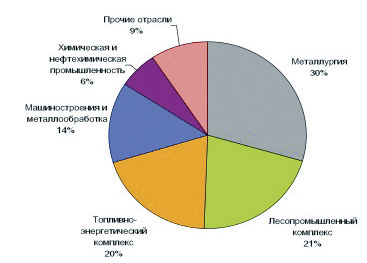 Прочие отрасли
9%
Химическая и
нефтехимическая
промышленность
6%
Машиностроения и
металлообработка
14%
Топливно-
энергетический
комплекс
20%
Металлургия
30%
Лесопромышленный
комплекс
21%